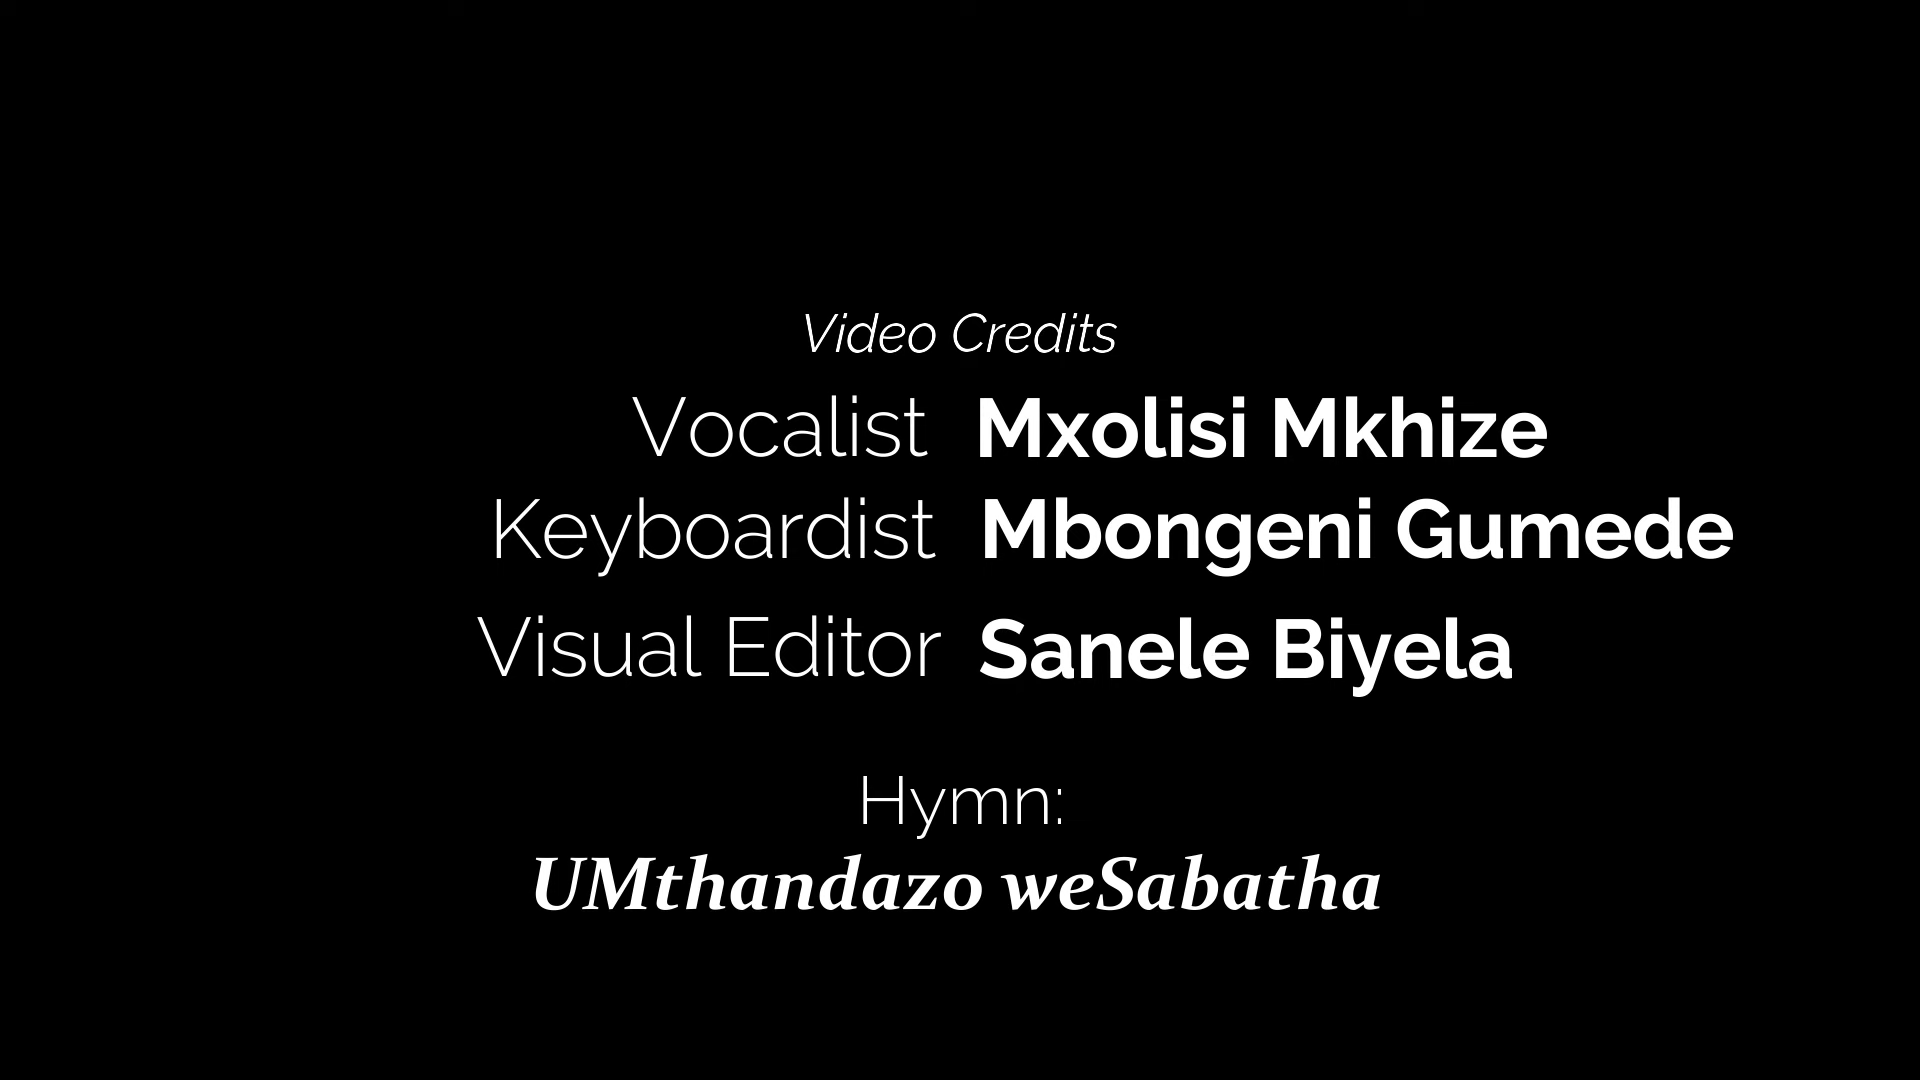 Video Credits
Vocalist Mxolisi Mkhize
Keyboardist Mbongeni Gumede
Visual Editor Sanele Biyela
Hymn:
UMthandazo weSabatha